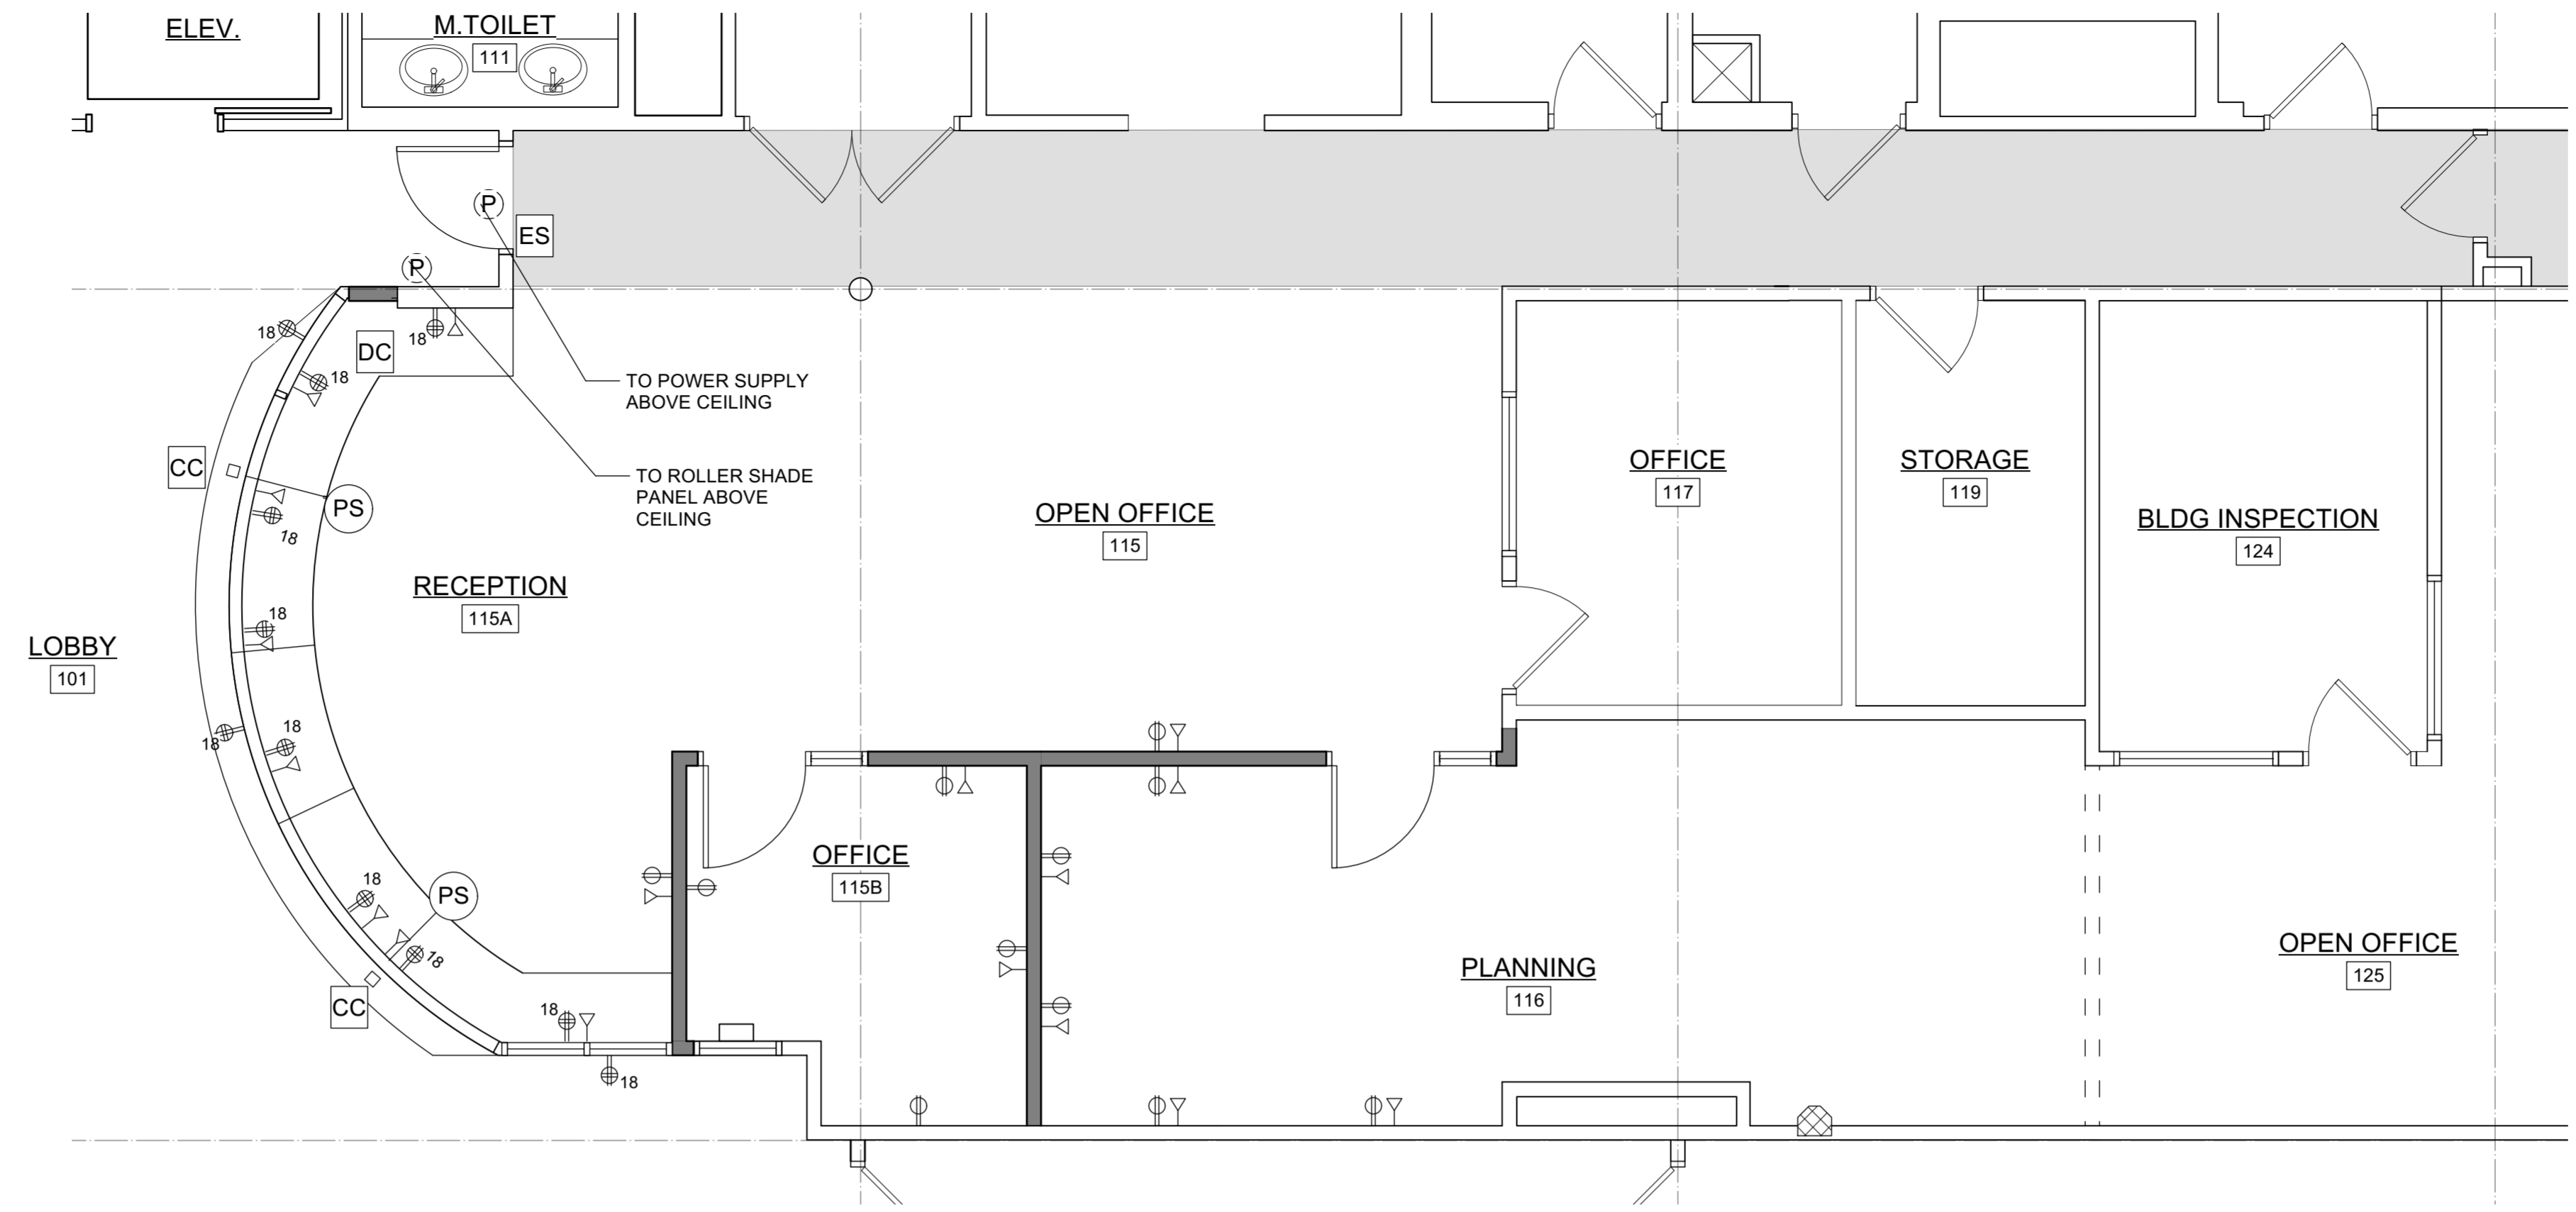 ELEV.
M.TOILET
111
P
ES
P
18
18
DC
18
TO POWER SUPPLY
ABOVE CEILING
CC
PS
TO ROLLER SHADE
PANEL ABOVE
CEILING
18
OPEN OFFICE
115
OFFICE
117
STORAGE
119
BLDG INSPECTION
124
RECEPTION
115A
18
LOBBY
101
18
18
OFFICE
115B
18
PS
18
CC
18
18
PLANNING
116
OPEN OFFICE
125